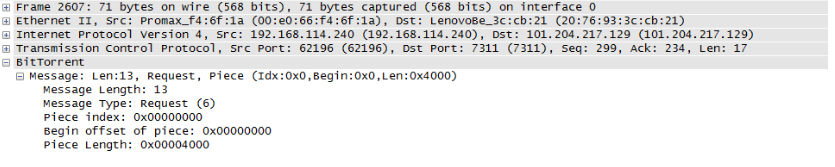 Frame 2607: 71 bytes on wire (568 bits), 71 bytes captured (568 bits) on interface 0
Ethernet II, Src: Promax_f4:6f:1a (00:e0:66:f4:6f:1a), Dst: LenovoBe_3c:cb:21 (20:76:93:3c:cb:21)
Internet Protocol Version 4, Src: 192.168.114.240 (192.168.114.240), Dst: 101.204.217.129 (101.204.217.129)
Transmission Control Protocol, Src Port: 62196 (62196), Dst Port: 7311 (7311), Seq: 299, Ack: 234, Len: 17
BitTorrent
Message: Len:13, Request, Piece (Idx:0x0,Begin:0x0,Len:0x4000)
Message Length: 13
Message Type: Request (6)
Piece index: 0x00000000
Begin offset of piece: 0x00000000
Piece Length: 0x00004000